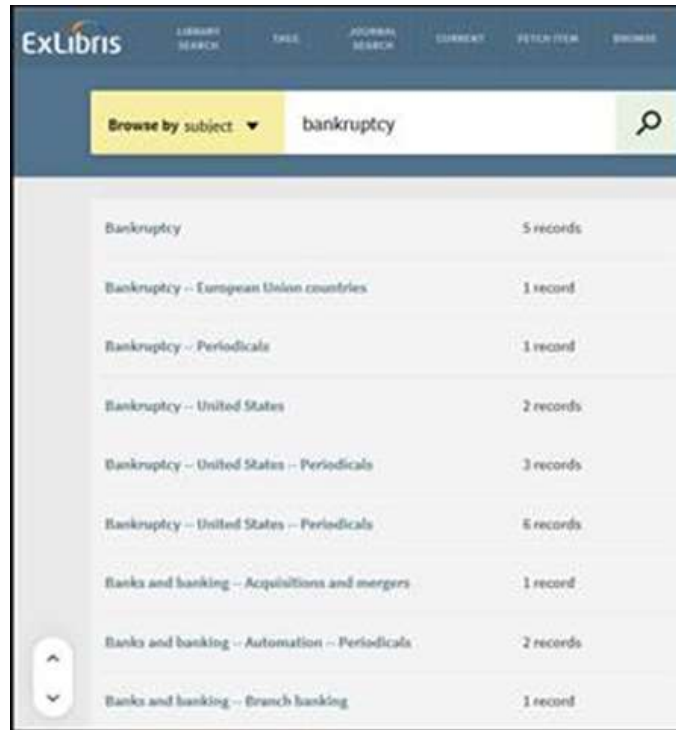 ExLibris
LIBRARY SEARCH
TAGS
JOURNAL SEARCH
CURRENT
FETCH ITEM
BROWSE
Browse by subject
bankruptcy
Bankruptcy 5 records
Bankruptcy -- European Union countries 1 record
Bankruptcy -- Periodicals 1 record
Bankruptcy -- United States 2 records
Bankruptcy -- United States -- Periodicals 3 records
Bankruptcy -- United States -- Periodicals 6 records
Banks and banking -- Acquisitions and mergers 1 record
Banks and banking -- Automation -- Periodicals 2 records
Banks and banking -- Branch banking 1 record